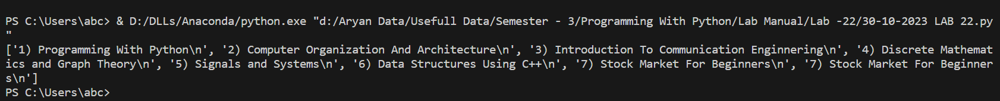 PS C:\Users\abc> & D:/DLLs/Anaconda/python.exe "d:/Aryan Data/Usefull Data/Semester - 3/Programming With Python/Lab Manual/Lab -22/30-10-2023 LAB 22.py
"
['1) Programming With Python\n', '2) Computer Organization And Architecture\n', '3) Introduction To Communication Enginnering\n', '4) Discrete Mathemat
ics and Graph Theory\n', '5) Signals and Systems\n', '6) Data Structures Using C++\n', '7) Stock Market For Beginners\n', '7) Stock Market For Beginner
s\n']
PS C:\Users\abc>